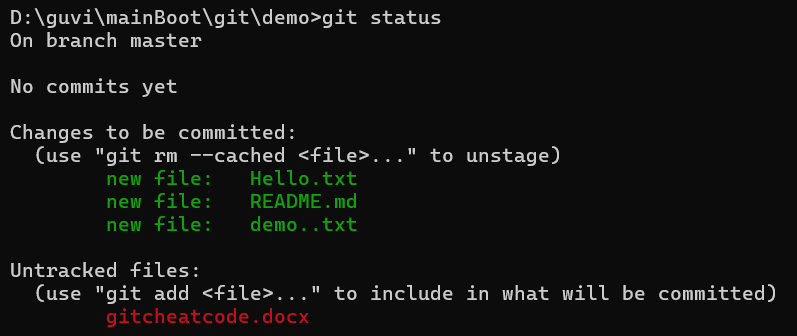 D:\guvi\mainBoot\git\demo>git status
On branch master
No commits yet
Changes to be committed:
(use "git rm --cached <file>..." to unstage)
new file: Hello.txt
new file: README.md
new file: demo..txt
Untracked files:
(use "git add <file>..." to include in what will be committed)
gitcheatcode.docx